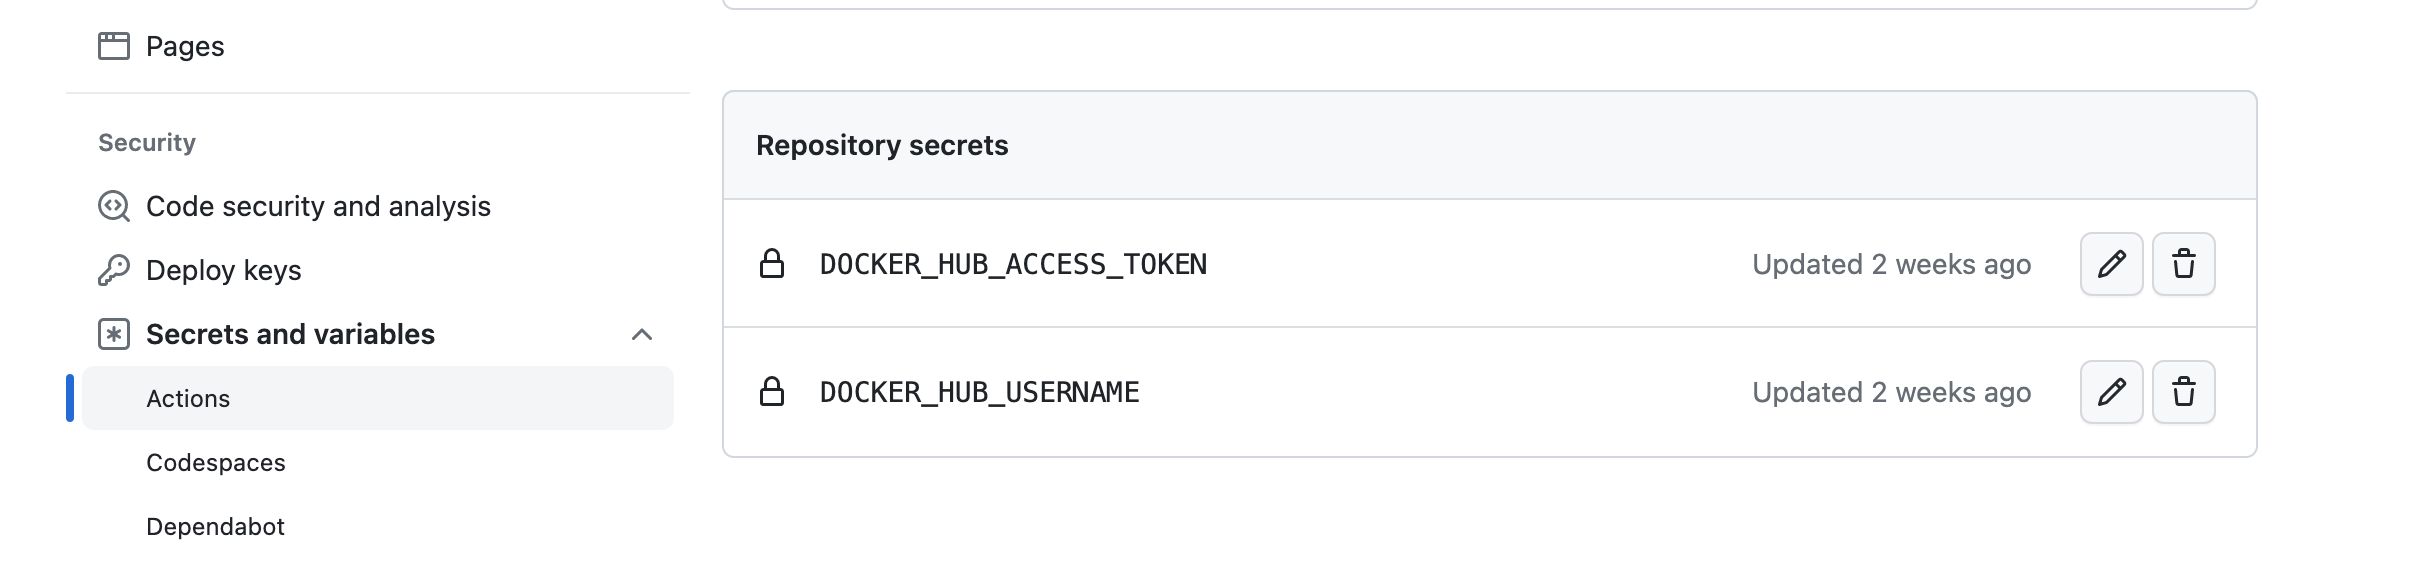 Pages
Security
Code security and analysis
Deploy keys
Secrets and variables
Actions
Codespaces
Dependabot
Repository secrets
DOCKER_HUB_ACCESS_TOKEN Updated 2 weeks ago
DOCKER_HUB_USERNAME Updated 2 weeks ago